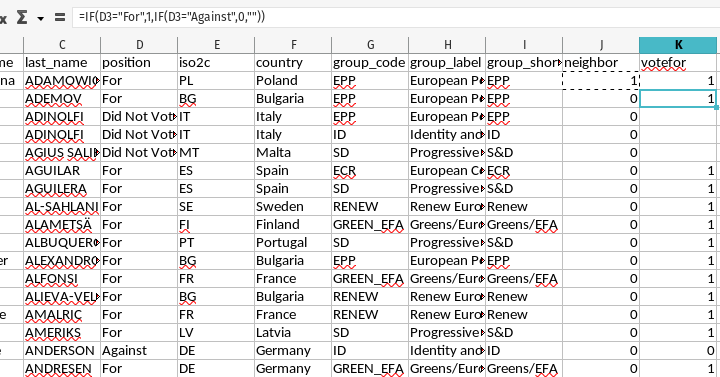 =IF(D3="For",1,IF(D3="Against",0,""))
C D E F G H I J K
me last_name position iso2c country group_code group_label group_shor neighbor votefor
na ADAMOWI For PL Poland EPP European P EPP 1 1
ADEMOV For BG Bulgaria EPP European P EPP 0 1
ADINOLFI Did Not Vot IT Italy EPP European P EPP 0
ADINOLFI Did Not Vot IT Italy ID Identity and ID 0
AGIUS SALI Did Not Vot MT Malta SD Progressive S&D 0
AGUILAR For ES Spain ECR European C ECR 0 1
AGUILERA For ES Spain SD Progressive S&D 0 1
AL-SAHLANI For SE Sweden RENEW Renew Euro Renew 0 1
ALAMETSÄ For FI Finland GREEN_EFA Greens/Euro Greens/EFA 0 1
ALBUQUER For PT Portugal SD Progressive S&D 0 1
er ALEXANDRO For BG Bulgaria EPP European P EPP 0 1
ALFONSI For FR France GREEN_EFA Greens/Euro Greens/EFA 0 1
ALIEVA-VEL For BG Bulgaria RENEW Renew Euro Renew 0 1
e AMALRIC For FR France RENEW Renew Euro Renew 0 1
AMERIKS For LV Latvia SD Progressive S&D 0 1
e ANDERSON Against DE Germany ID Identity and ID 0 0
ANDRESEN For DE Germany GREEN_EFA Greens/Euro Greens/EFA 0 1